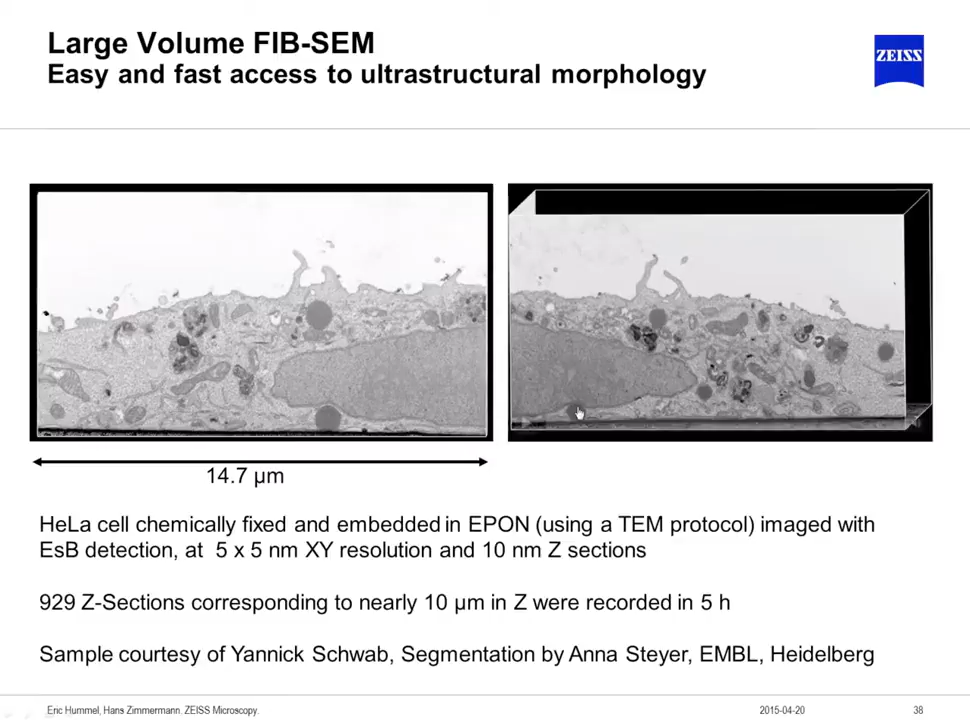 Large Volume FIB-SEM
Easy and fast access to ultrastructural morphology
ZEISS
14.7 µm
HeLa cell chemically fixed and embedded in EPON (using a TEM protocol) imaged with
EsB detection, at 5 x 5 nm XY resolution and 10 nm Z sections
929 Z-Sections corresponding to nearly 10 µm in Z were recorded in 5 h
Sample courtesy of Yannick Schwab, Segmentation by Anna Steyer, EMBL, Heidelberg
Eric Hummel, Hans Zimmermann. ZEISS Microscopy. 2015-04-20 38